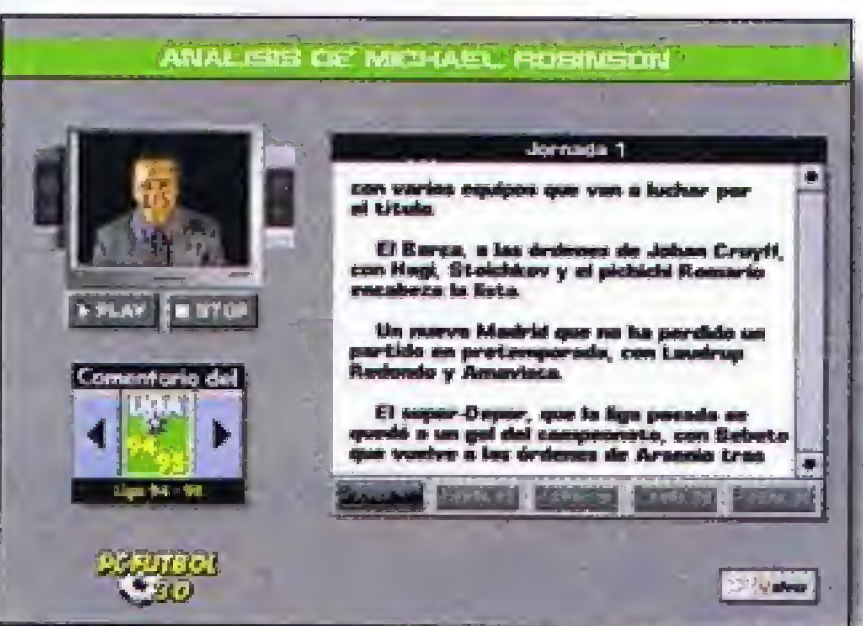 ANALISIS DE MICHAEL ROBINSON
Jornada 1
con varios equipos que van a luchar por
el título.
El Barça, a las órdenes de Johan Cruyff,
con Hagi, Stoichkov y el pichichi Romario
encabeza la lista.
Un nuevo Madrid que no ha perdido un
partido en pretemporada, con Laudrup
Redondo y Amavisca.
El super-Depor, que la liga pasada se
quedó a un gol del campeonato, con Bebeto
que vuelve a las órdenes de Arsenio tras
PLAY STOP
Comentario del
Liga 94 - 95
PC FUTBOL
3.0
Volver